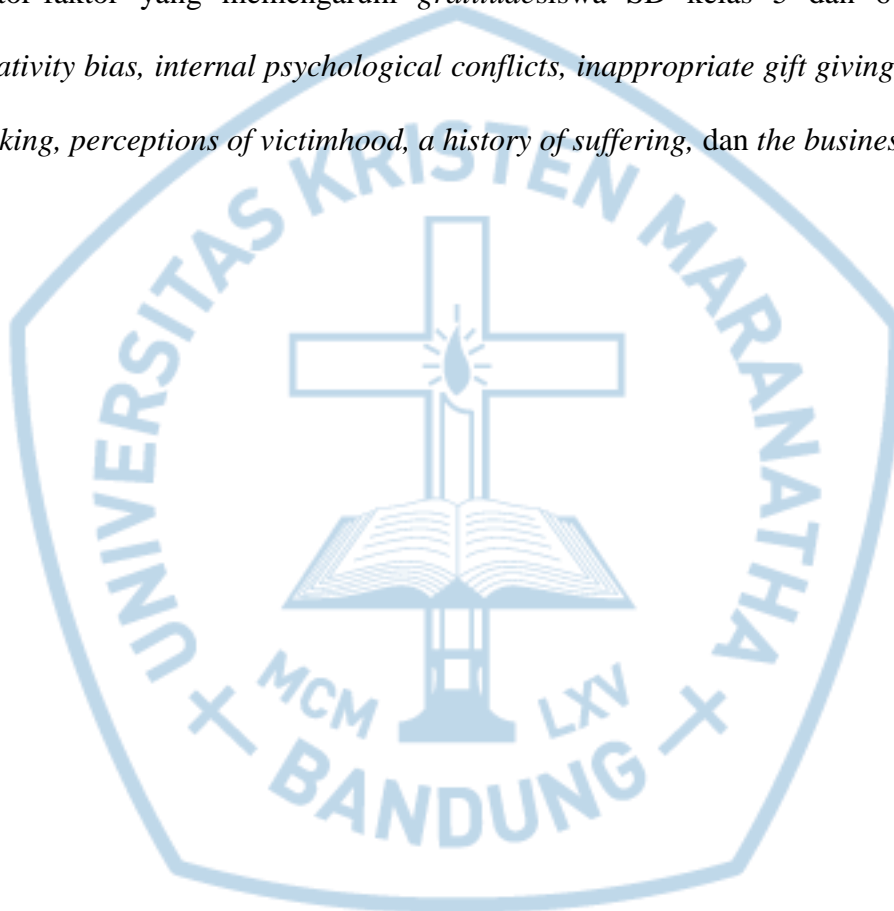 tor-faktor yang memengaruhi gratitudesiswa SD kelas dan
ativity bias, internal psychological conflicts, inappropriate gift giving
king, perceptions of victimhood, a history of suffering, dan the busines
UNIVERSITAS KRISTEN MARANATHA
MCM LXV
BANDUNG